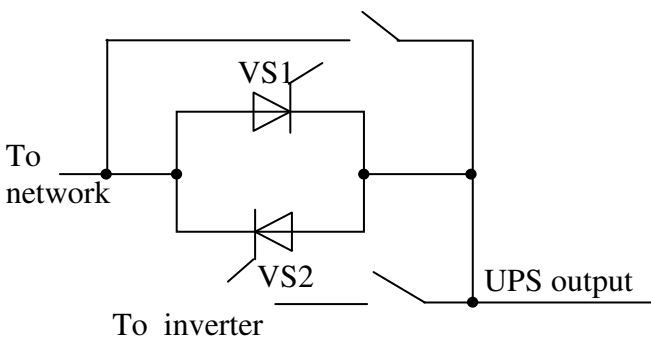 VS1
To
network
VS2
UPS output
To inverter